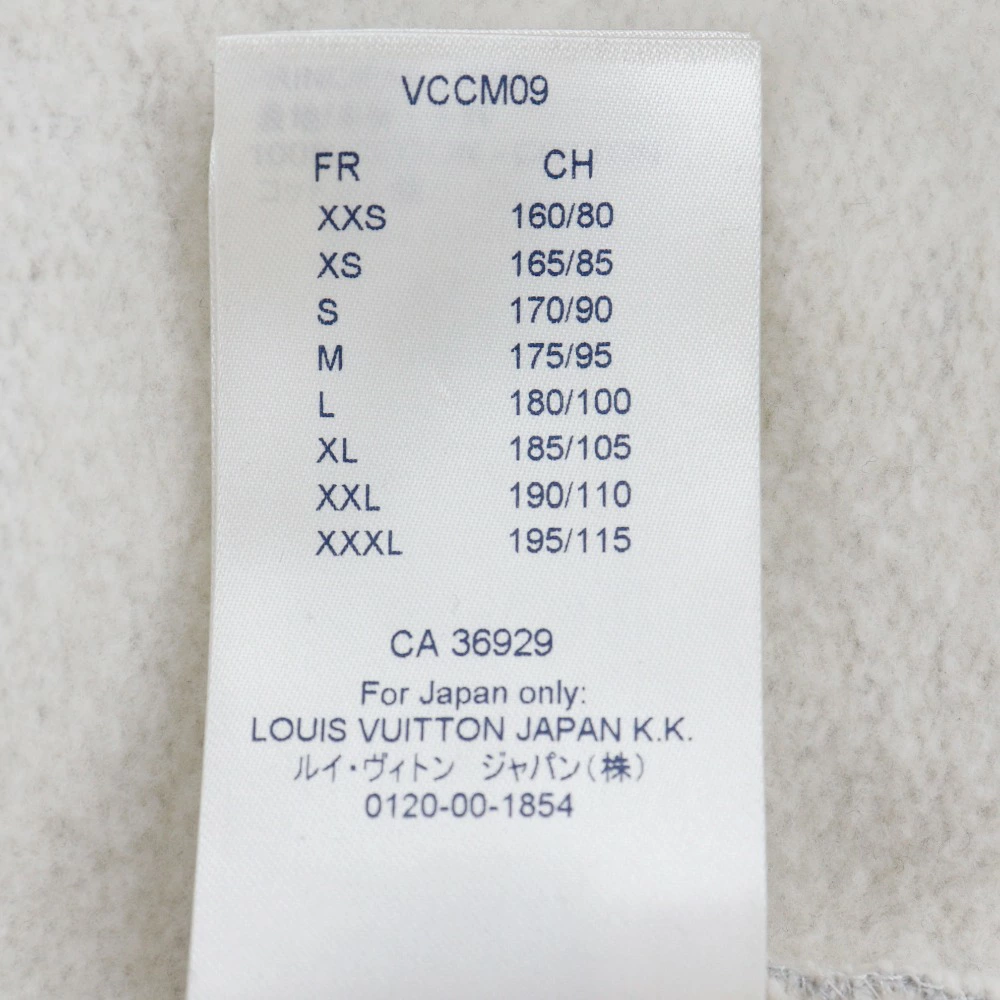 VCCM09
FR CH
XXS 160/80
XS 165/85
S 170/90
M 175/95
L 180/100
XL 185/105
XXL 190/110
XXXL 195/115
CA 36929
For Japan only:
LOUIS VUITTON JAPAN K.K.
ルイ・ヴィトン ジャパン(株)
0120-00-1854